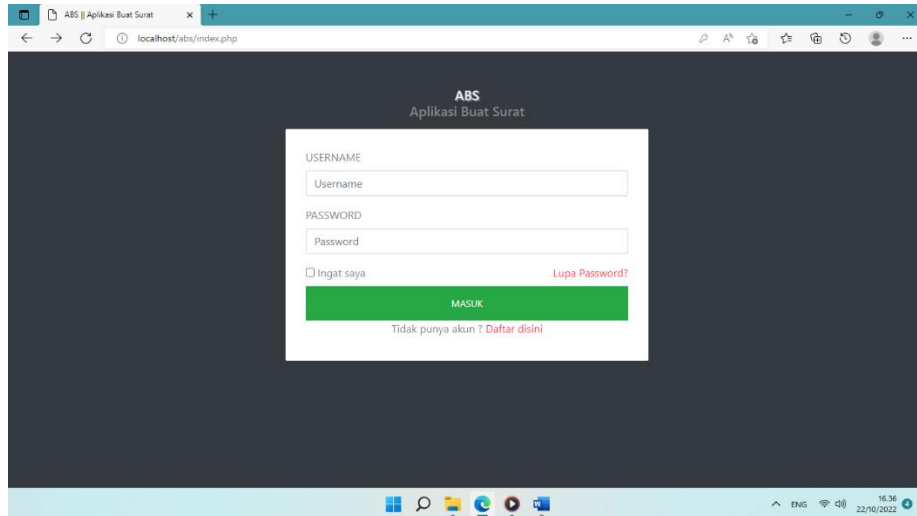 ABS || Aplikasi Buat Surat
localhost/abs/index.php
ABS
Aplikasi Buat Surat
USERNAME
Username
PASSWORD
Password
Ingat saya
Lupa Password?
MASUK
Tidak punya akun ? Daftar disini
ENG
16.36
22/10/2022
4